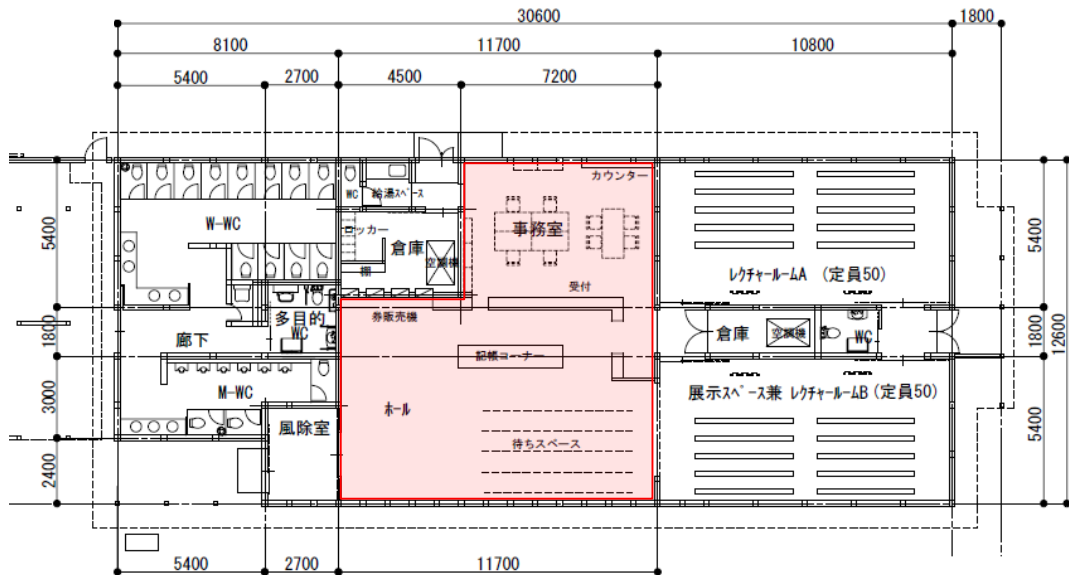 30600
1800
8100
11700
10800
5400
2700
4500
7200
カウンター
WC
給湯ｽﾍﾟｰｽ
W-WC
ロッカー
倉庫
空調機
棚
事務室
ﾚｸﾁｬｰﾙｰﾑA (定員50)
受付
5400
5400
多目的
WC
廊下
券販売機
倉庫
空調機
WC
1800
1800
12600
記帳コーナー
M-WC
ホール
展示ｽﾍﾟｰｽ兼 ﾚｸﾁｬｰﾙｰﾑB (定員50)
3000
風除室
待ちスペース
5400
2400
5400
2700
11700